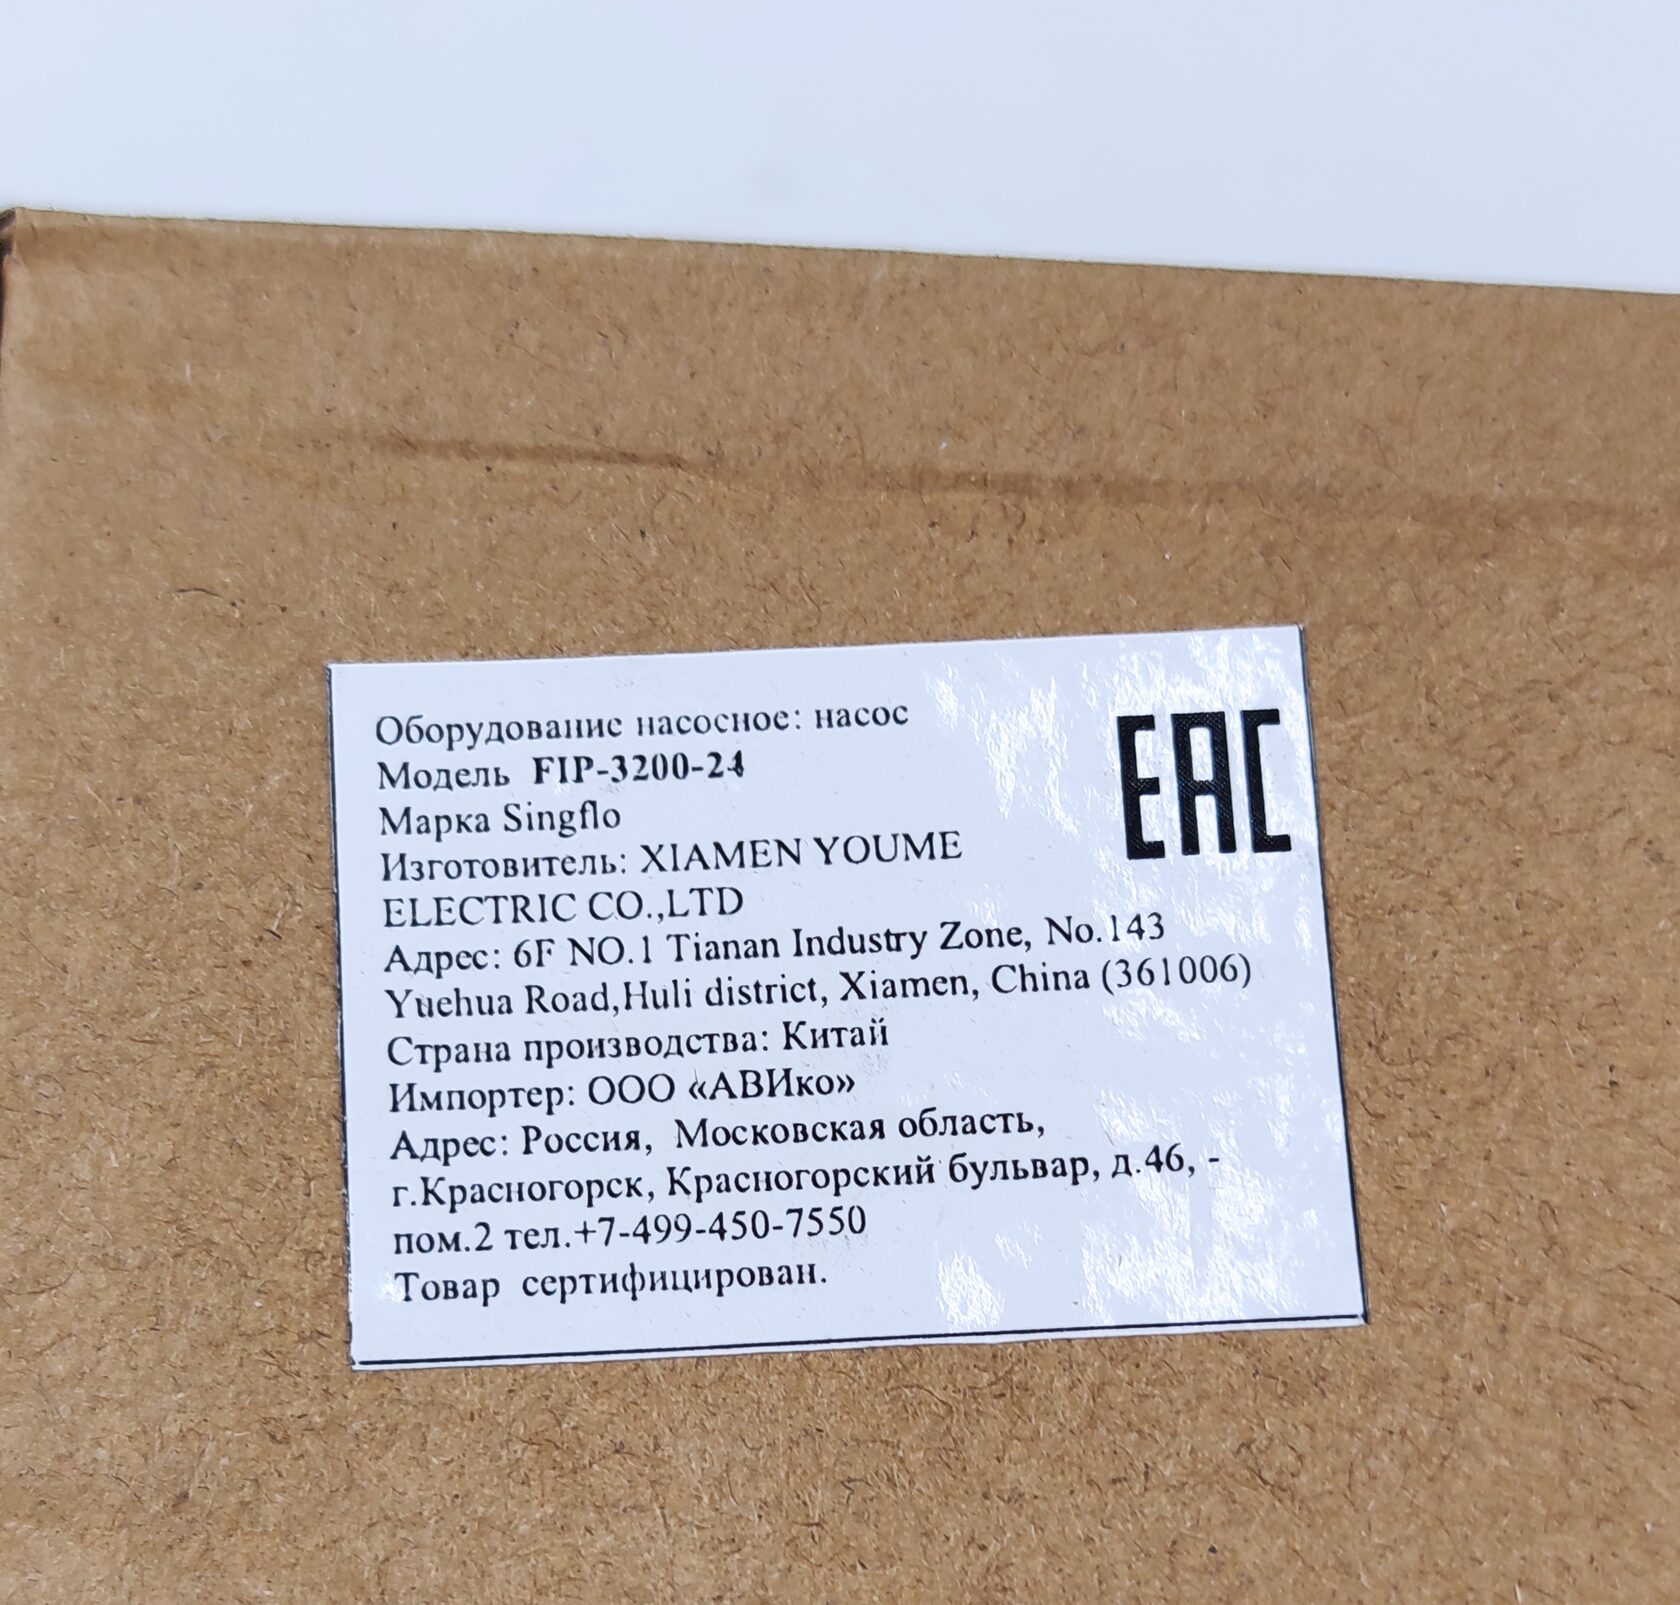 Оборудование насосное: насос
Модель  FIP-3200-24
Марка Singflo
Изготовитель: XIAMEN YOUME
ELECTRIC CO.,LTD
Адрес: 6F NO.1 Tianan Industry Zone, No.143
Yuehua Road,Huli district, Xiamen, China (361006)
Страна производства: Китай
Импортер: ООО «АВИко»
Адрес: Россия,  Московская область,
г.Красногорск, Красногорский бульвар, д.46, -
пом.2 тел.+7-499-450-7550
Товар  сертифицирован.
EAC